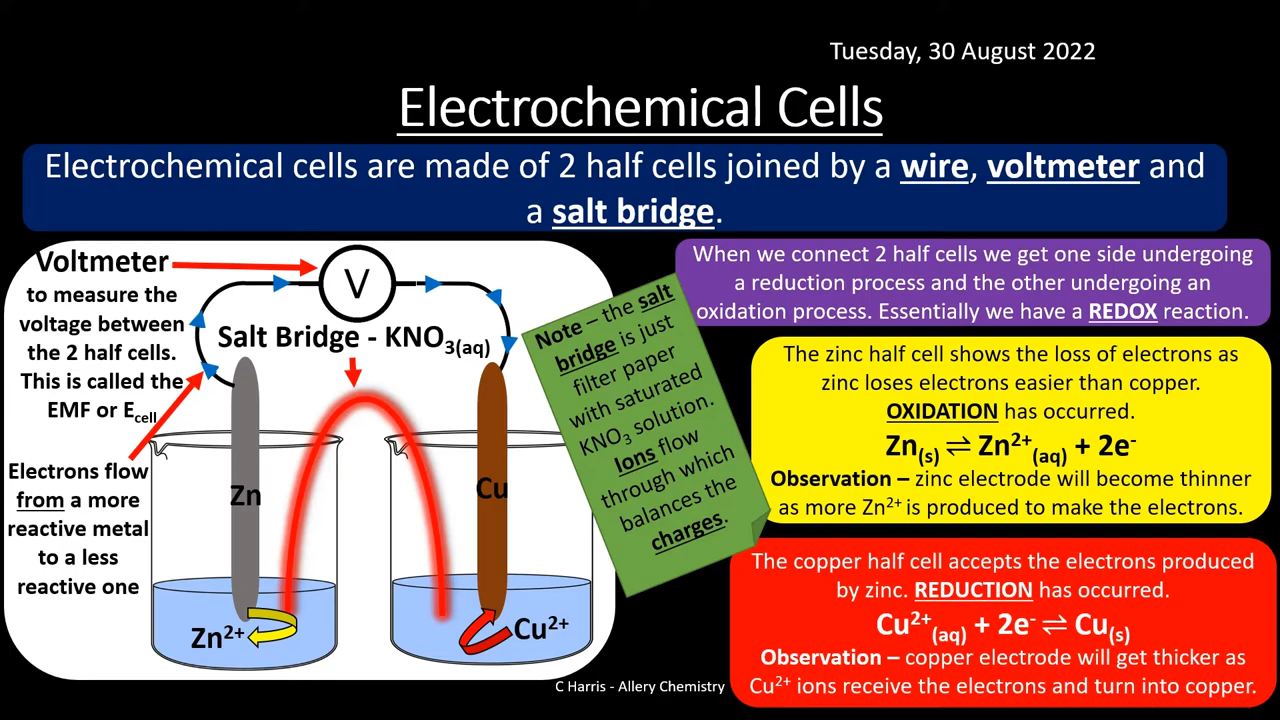 Tuesday, 30 August 2022
Electrochemical Cells
Electrochemical cells are made of 2 half cells joined by a wire, voltmeter and
a salt bridge.
Voltmeter
to measure the
voltage between
the 2 half cells.
This is called the
EMF or Ecell
Electrons flow
from a more
reactive metal
to a less
reactive one
V
Salt Bridge - KNO3(aq)
Zn
Cu
Zn2+
Cu2+
Note – the salt
bridge is just
filter paper
with saturated
KNO3 solution.
Ions flow
through which
balances the
charges.
When we connect 2 half cells we get one side undergoing
a reduction process and the other undergoing an
oxidation process. Essentially we have a REDOX reaction.
The zinc half cell shows the loss of electrons as
zinc loses electrons easier than copper.
OXIDATION has occurred.
Zn(s) ⇌ Zn2+(aq) + 2e-
Observation – zinc electrode will become thinner
as more Zn2+ is produced to make the electrons.
The copper half cell accepts the electrons produced
by zinc. REDUCTION has occurred.
Cu2+(aq) + 2e- ⇌ Cu(s)
Observation – copper electrode will get thicker as
Cu2+ ions receive the electrons and turn into copper.
C Harris - Allery Chemistry